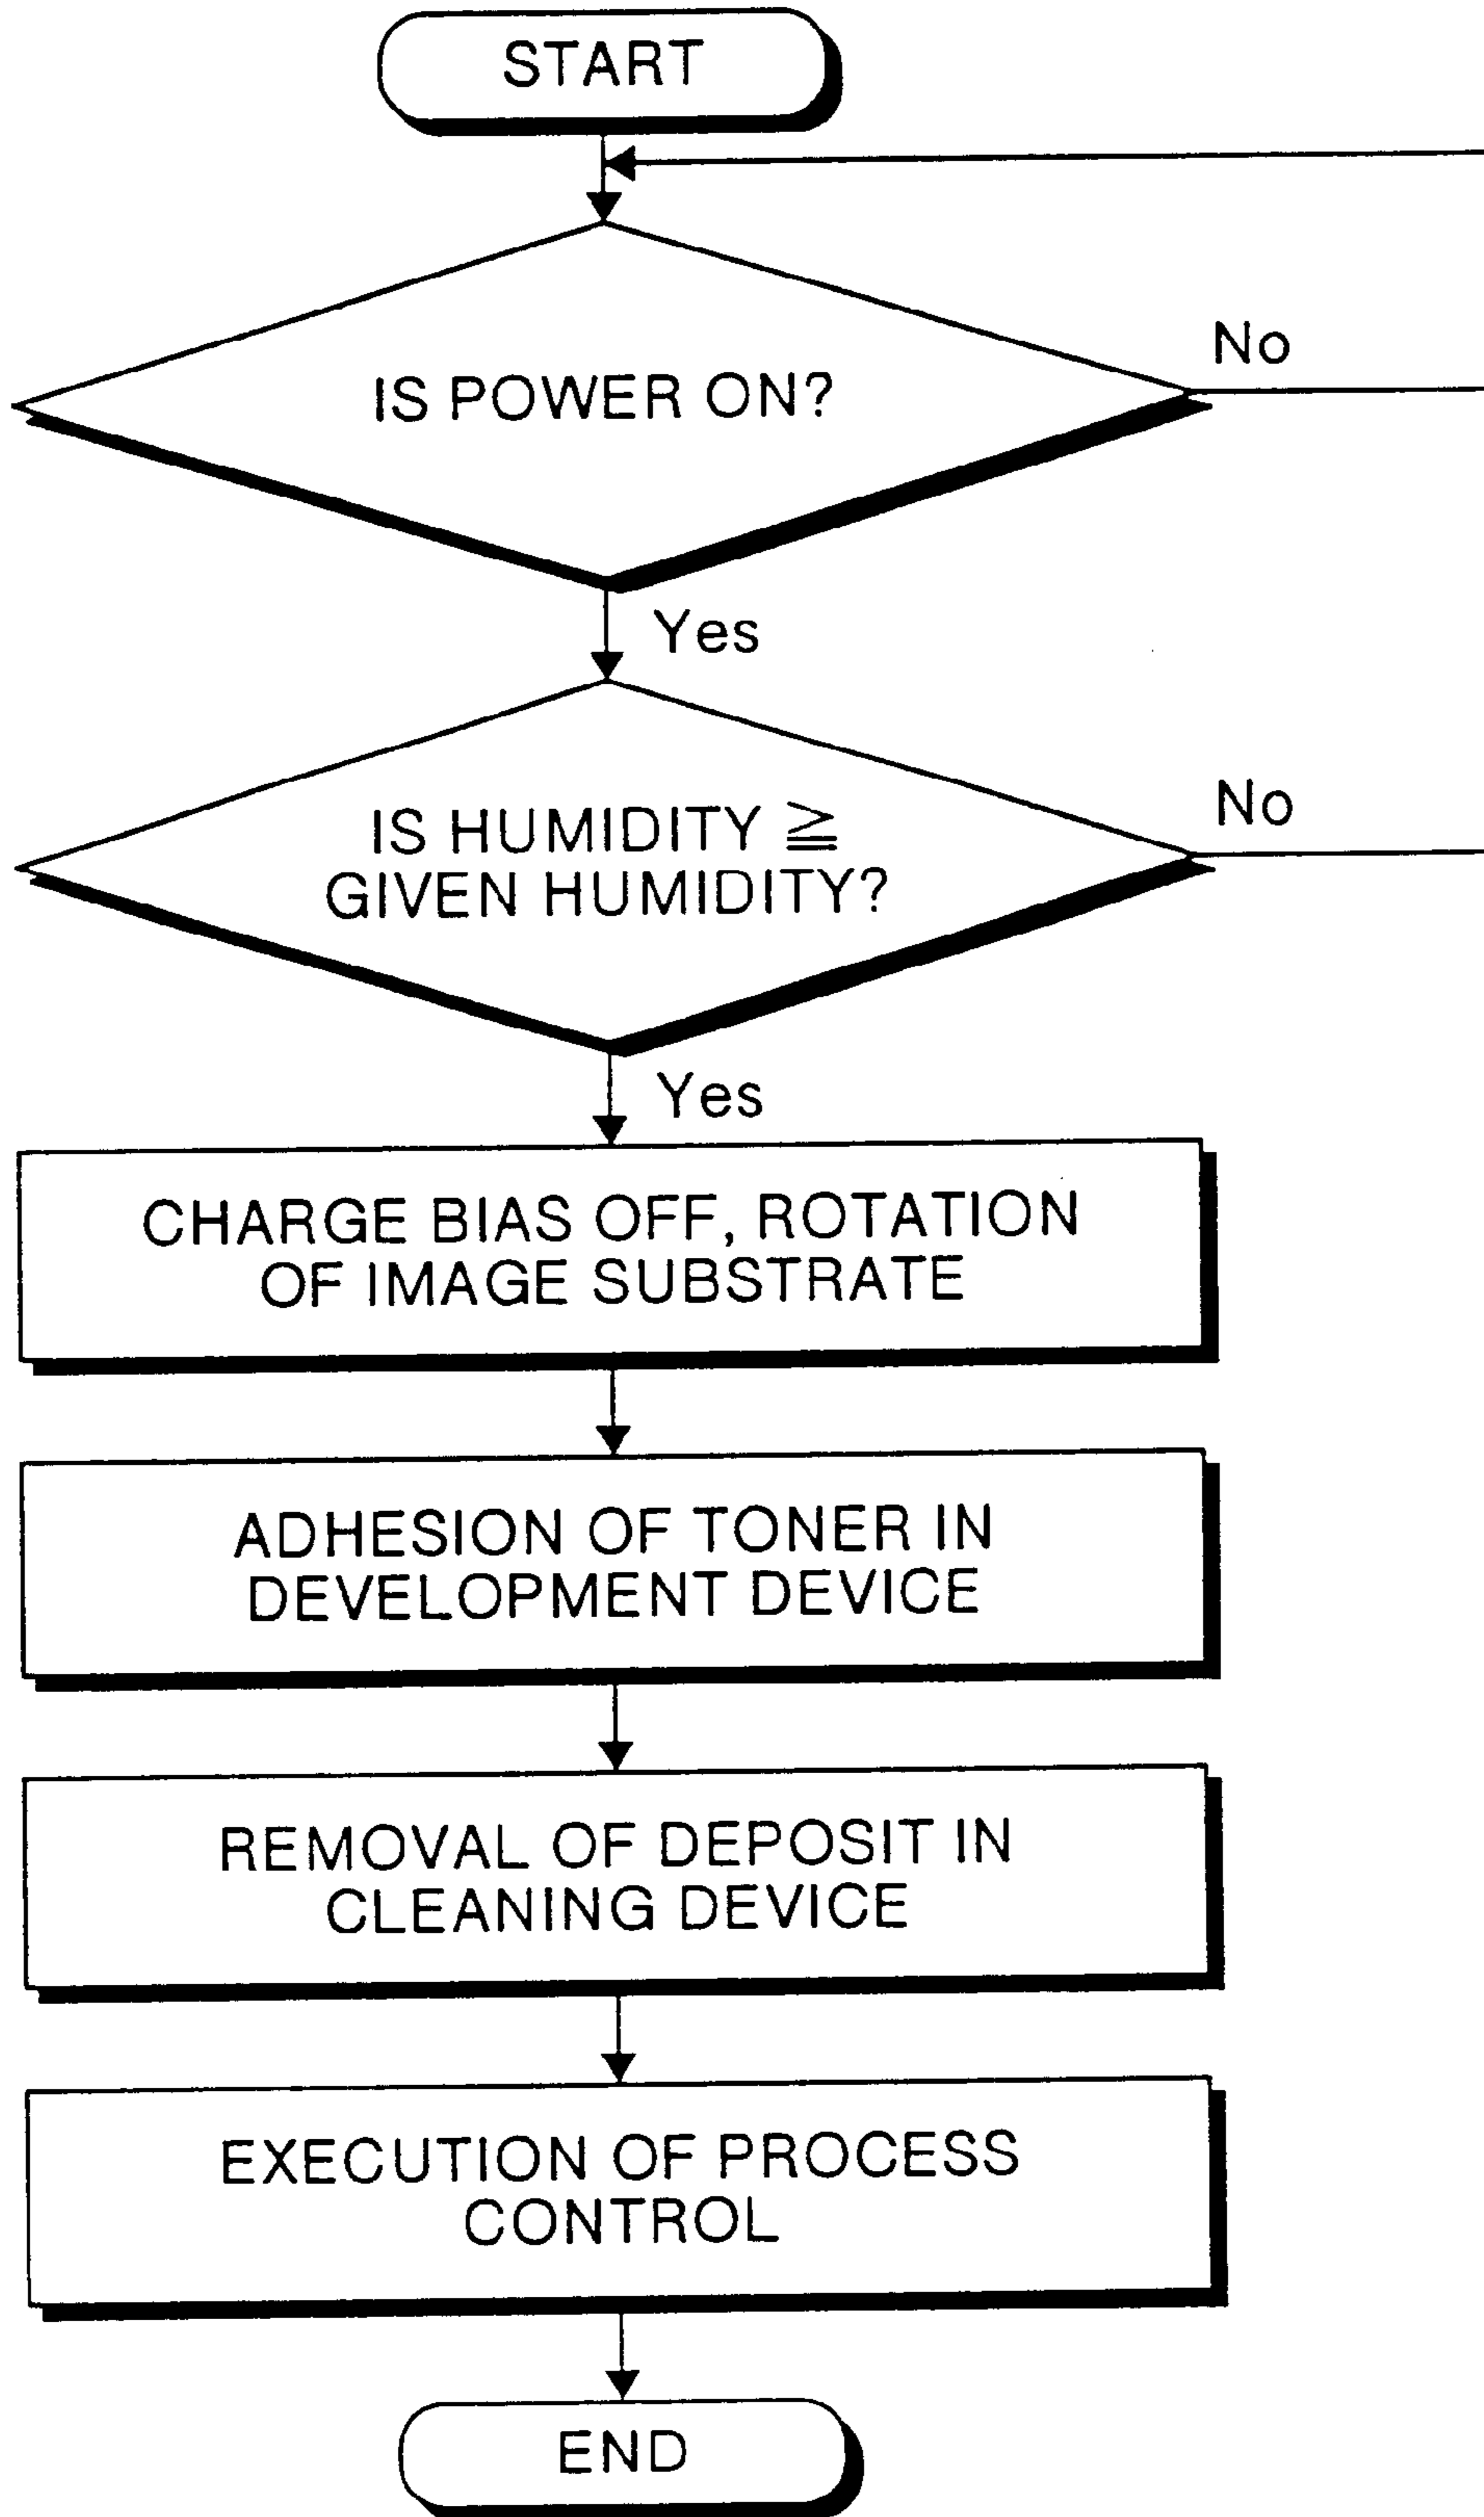 START
IS POWER ON?
No
Yes
IS HUMIDITY ≧
GIVEN HUMIDITY?
No
Yes
CHARGE BIAS OFF, ROTATION
OF IMAGE SUBSTRATE
ADHESION OF TONER IN
DEVELOPMENT DEVICE
REMOVAL OF DEPOSIT IN
CLEANING DEVICE
EXECUTION OF PROCESS
CONTROL
END